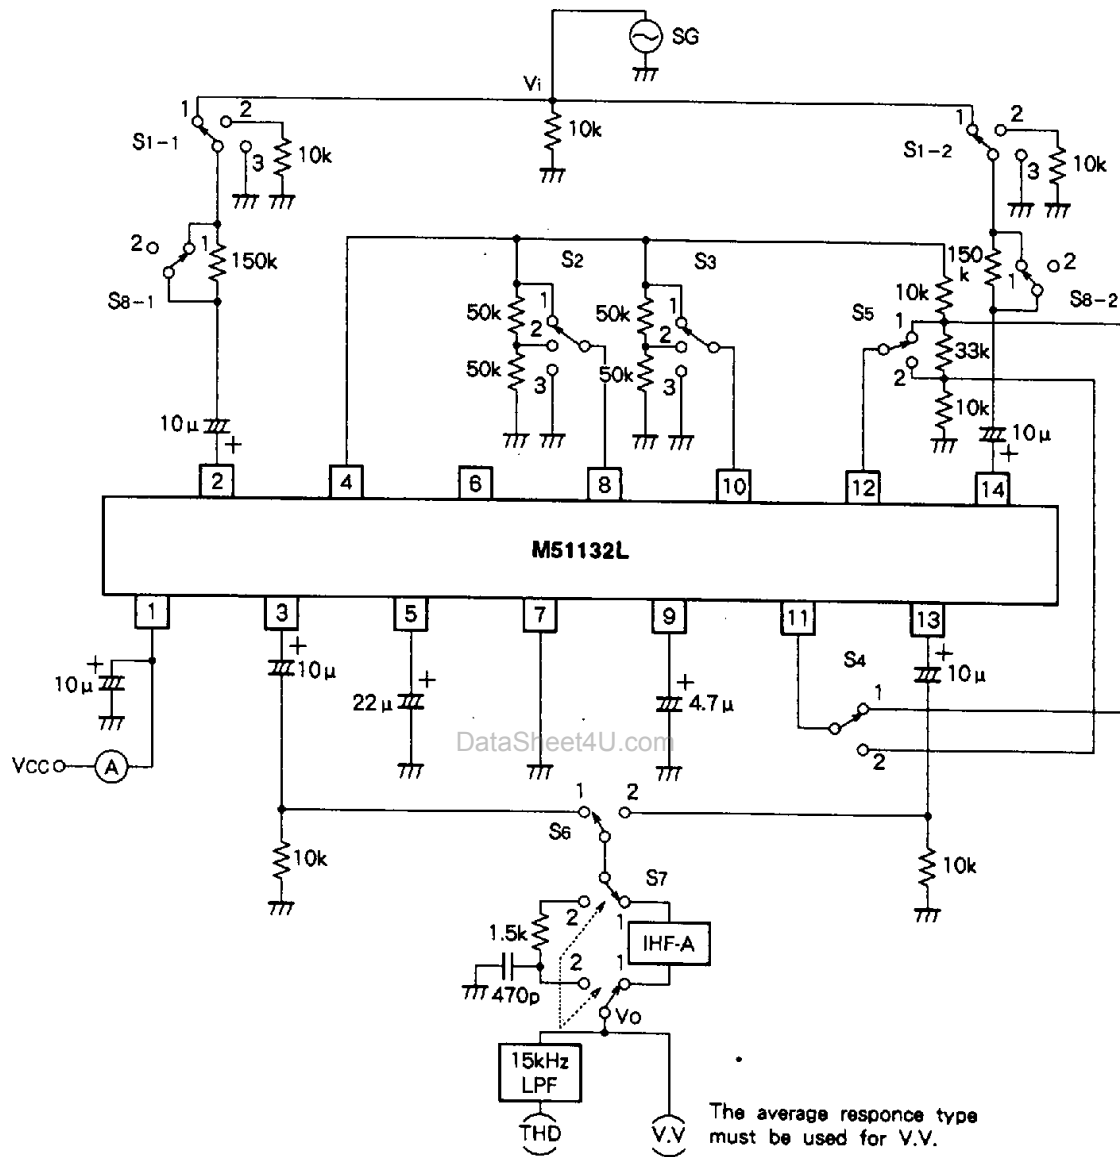 SG
Vi
1
2
S1-1
3
10k
10k
1
2
S1-2
3
10k
2
1
150k
S8-1
S2
S3
50k
1
2
50k
3
50k
1
2
50k
3
10k
S5
1
33k
2
10k
150
k
1
2
S8-2
10μ
+
10μ
+
2
4
6
8
10
12
14
M51132L
1
3
5
7
9
11
13
+
10μ
+
10μ
22μ
+
+
4.7μ
S4
1
2
+
10μ
DataSheet4U.com
Vcc
A
1
2
S6
10k
10k
S7
2
1
1.5k
IHF-A
2
1
470p
Vo
15kHz
LPF
THD
V.V
The average responce type
must be used for V.V.